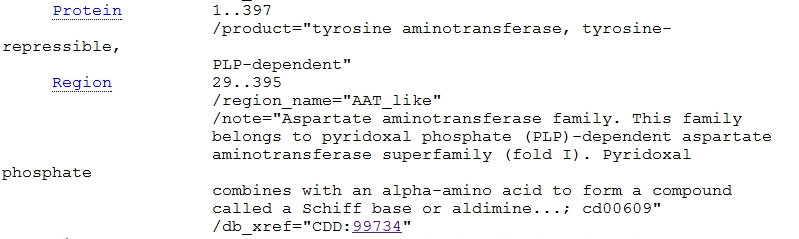 Protein 1..397
/product="tyrosine aminotransferase, tyrosine-
repressible,
PLP-dependent"
Region 29..395
/region_name="AAT_like"
/note="Aspartate aminotransferase family. This family
belongs to pyridoxal phosphate (PLP)-dependent aspartate
aminotransferase superfamily (fold I). Pyridoxal
phosphate
combines with an alpha-amino acid to form a compound
called a Schiff base or aldimine...; cd00609"
/db_xref="CDD:99734"